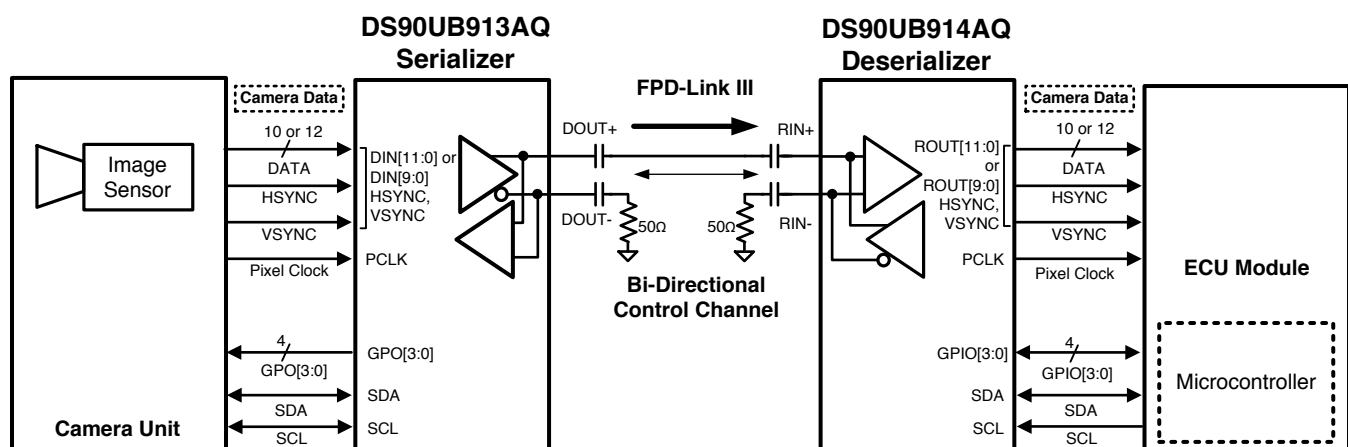 DS90UB913AQ
Serializer
DS90UB914AQ
Deserializer
FPD-Link III
Camera Data
10 or 12
DATA
HSYNC
VSYNC
Pixel Clock
4
GPO[3:0]
SDA
SCL
Image
Sensor
Camera Unit
DIN[11:0] or
DIN[9:0]
HSYNC,
VSYNC
PCLK
GPO[3:0]
SDA
SCL
DOUT+
DOUT-
50Ω
RIN+
RIN-
50Ω
Bi-Directional
Control Channel
ROUT[11:0]
or
ROUT[9:0]
HSYNC,
VSYNC
PCLK
GPIO[3:0]
SDA
SCL
Camera Data
10 or 12
DATA
HSYNC
VSYNC
Pixel Clock
4
GPIO[3:0]
SDA
SCL
ECU Module
Microcontroller